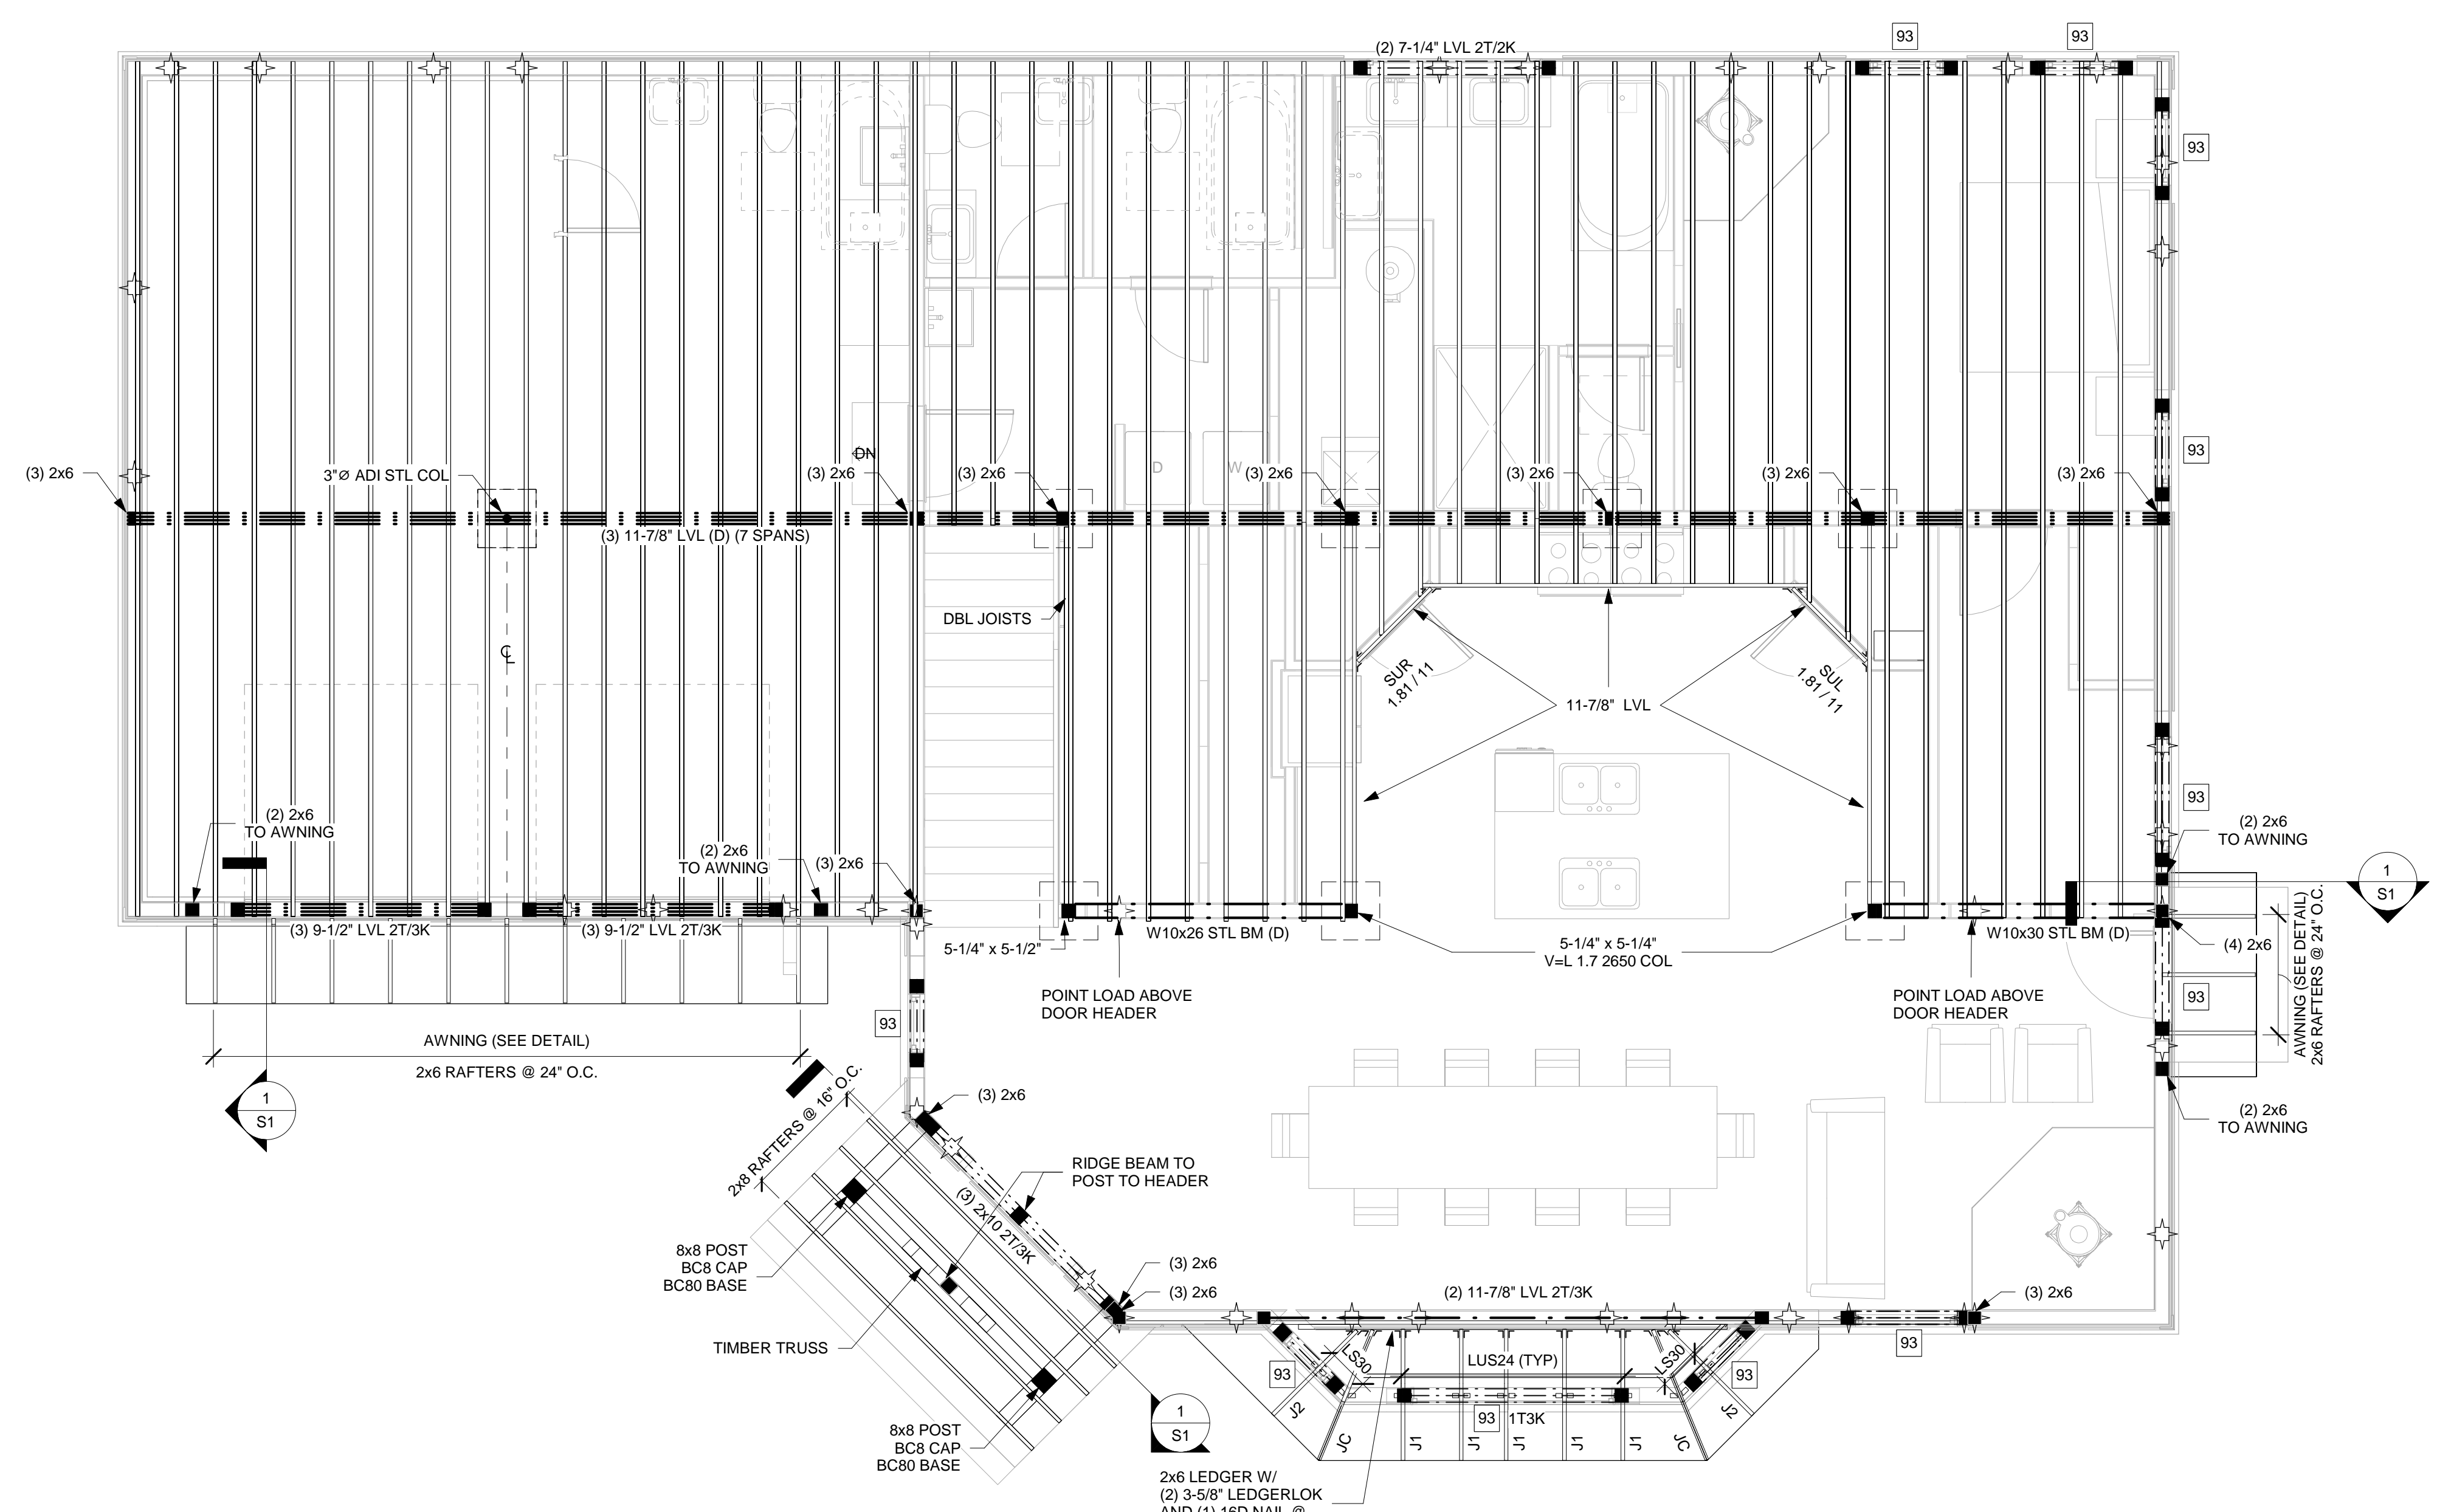 (2) 7-1/4" LVL 2T/2K
93
93
93
93
(3) 2x6
3"Ø ADI STL COL
(3) 2x6
(3) 2x6
(3) 2x6
(3) 2x6
(3) 2x6
(3) 2x6
DN
D
W
(3) 11-7/8" LVL (D) (7 SPANS)
DBL JOISTS
CL
SUR
1.81 / 11
SUL
1.81 / 11
11-7/8" LVL
93
(2) 2x6
TO AWNING
(2) 2x6
TO AWNING
(3) 2x6
(2) 2x6
TO AWNING
1
S1
(3) 9-1/2" LVL 2T/3K
(3) 9-1/2" LVL 2T/3K
5-1/4" x 5-1/2"
W10x26 STL BM (D)
5-1/4" x 5-1/4"
V=L 1.7 2650 COL
W10x30 STL BM (D)
(4) 2x6
AWNING (SEE DETAIL)
2x6 RAFTERS @ 24" O.C.
93
POINT LOAD ABOVE
DOOR HEADER
POINT LOAD ABOVE
DOOR HEADER
93
AWNING (SEE DETAIL)
2x6 RAFTERS @ 24" O.C.
1
S1
2x8 RAFTERS @ 16" O.C.
(3) 2x6
(2) 2x6
TO AWNING
RIDGE BEAM TO
POST TO HEADER
(3) 2x10 2T/3K
8x8 POST
BC8 CAP
BC80 BASE
TIMBER TRUSS
(3) 2x6
(3) 2x6
(2) 11-7/8" LVL 2T/3K
(3) 2x6
93
LS30
LUS24 (TYP)
LS30
93
93
93
1T3K
J2
JC
J1
J1
J1
J1
J1
JC
J2
8x8 POST
BC8 CAP
BC80 BASE
1
S1
2x6 LEDGER W/
(2) 3-5/8" LEDGERLOK
AND (1) 16D NAIL @